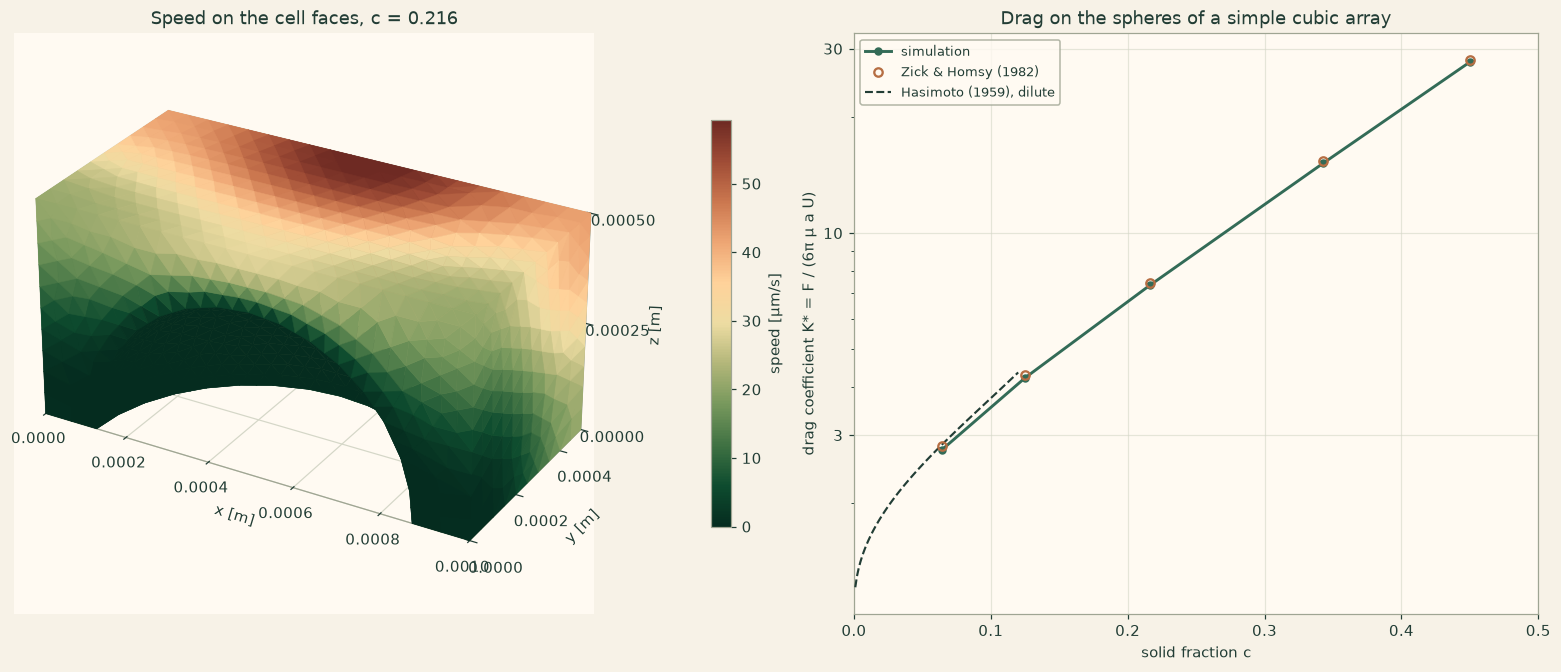 Speed on the cell faces, c = 0.216
0.00050
0.00025
z [m]
0.00000
0.0004
0.0002
y [m]
0.0000
0.0000
0.0002
0.0004
x [m]
0.0006
0.0008
0.0010
50
40
30
20
10
0
speed [µm/s]
Drag on the spheres of a simple cubic array
simulation
Zick & Homsy (1982)
Hasimoto (1959), dilute
30
10
3
drag coefficient K* = F / (6π µ a U)
0.0
0.1
0.2
0.3
0.4
0.5
solid fraction c